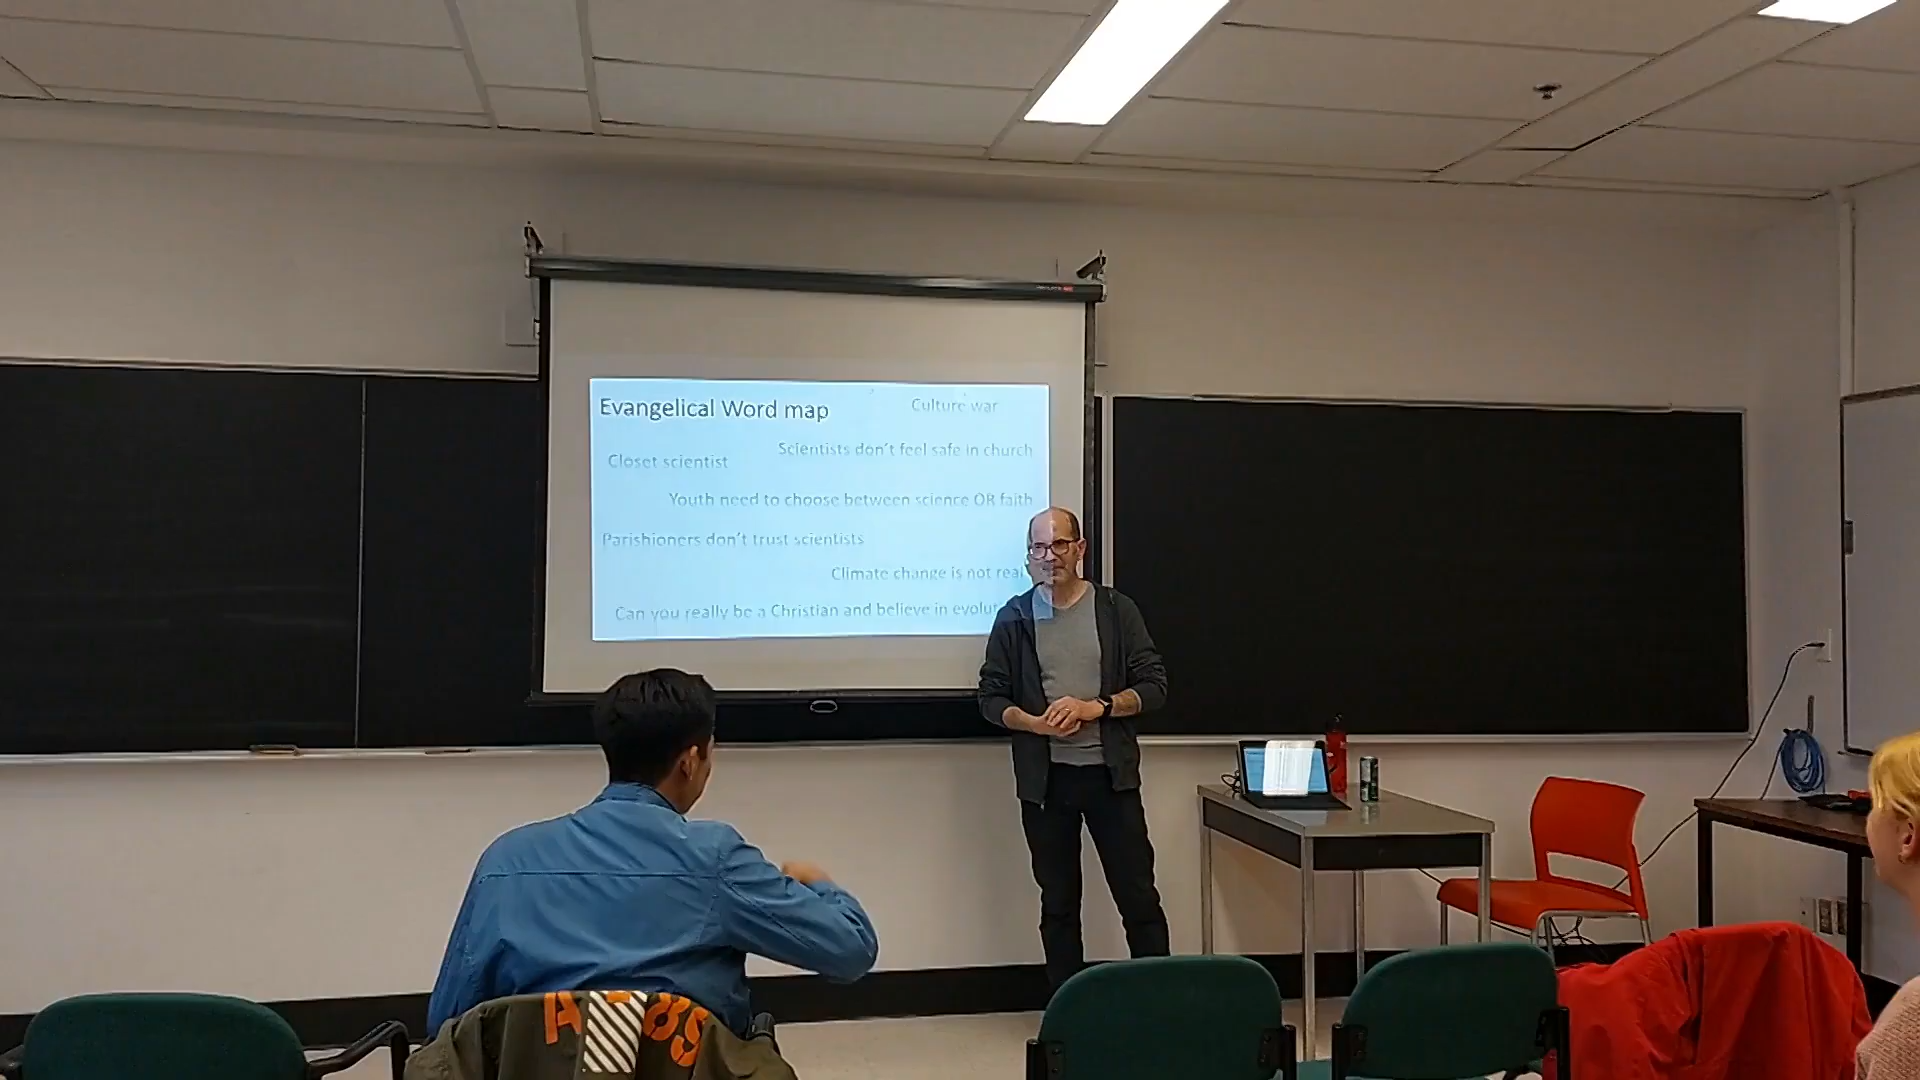 Evangelical Word map
Culture war
Scientists don't feel safe in church
Closet scientist
Youth need to choose between science OR faith
Parishioners don't trust scientists
Climate change is not real
Can you really be a Christian and believe in evolut